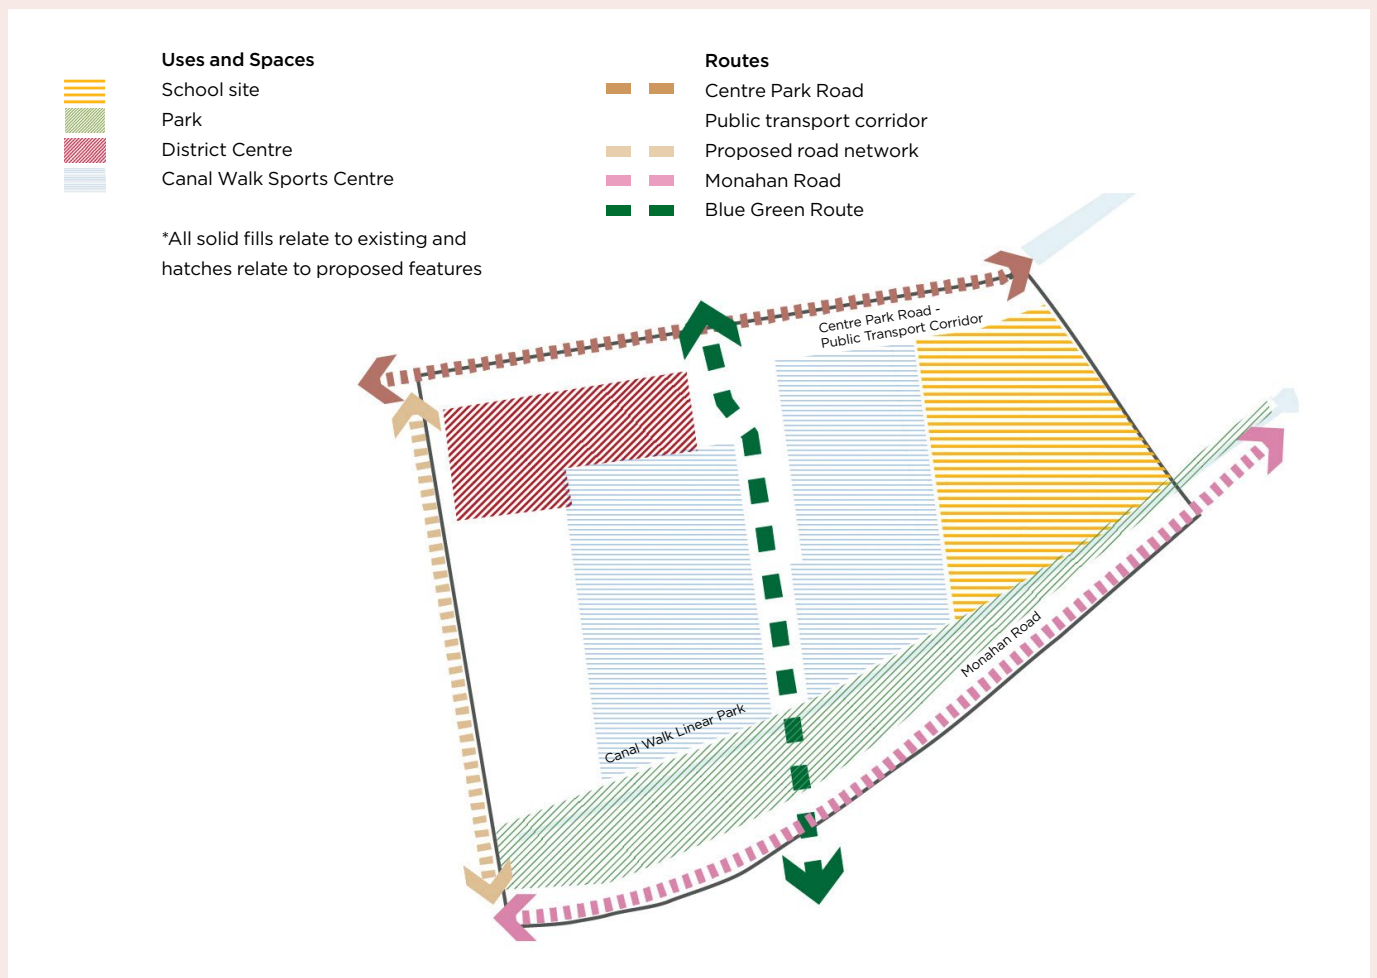 Uses and Spaces
School site
Park
District Centre
Canal Walk Sports Centre
*All solid fills relate to existing and
hatches relate to proposed features
Routes
Centre Park Road
Public transport corridor
Proposed road network
Monahan Road
Blue Green Route
Centre Park Road -
Public Transport Corridor
Monahan Road
Canal Walk Linear Park